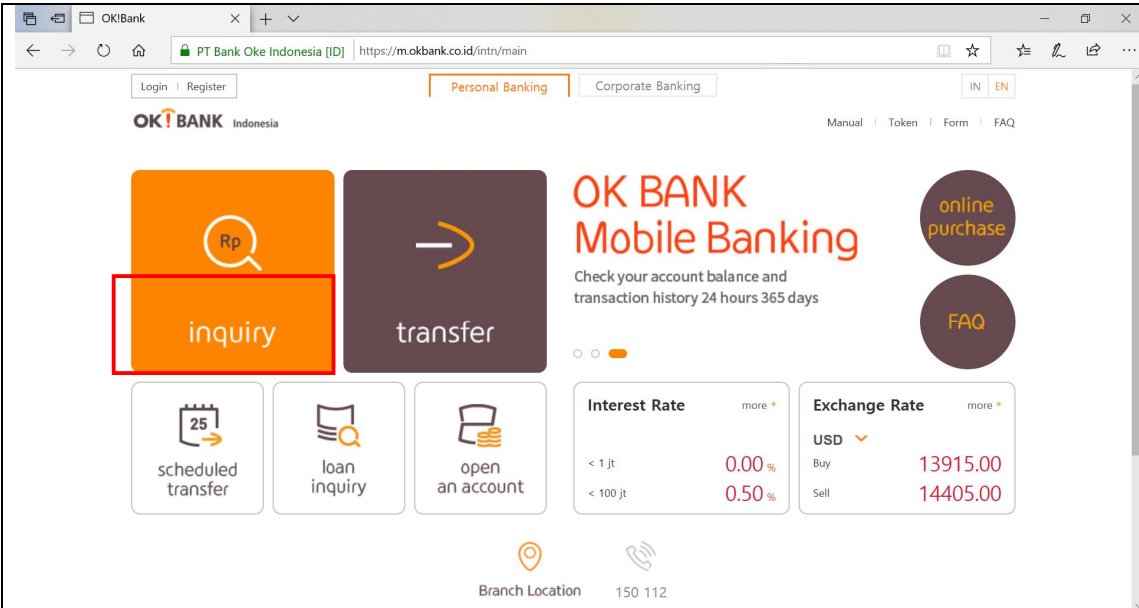 OK!Bank
PT Bank Oke Indonesia [ID] https://m.okbank.co.id/intn/main
Login Register
Personal Banking
Corporate Banking
IN EN
OK! BANK Indonesia
Manual Token Form FAQ
Rp
inquiry
transfer
OK BANK
Mobile Banking
Check your account balance and
transaction history 24 hours 365 days
online
purchase
FAQ
25
scheduled
transfer
loan
inquiry
open
an account
Interest Rate more +
< 1 jt 0.00 %
< 100 jt 0.50 %
Exchange Rate more +
USD
Buy 13915.00
Sell 14405.00
Branch Location
150 112